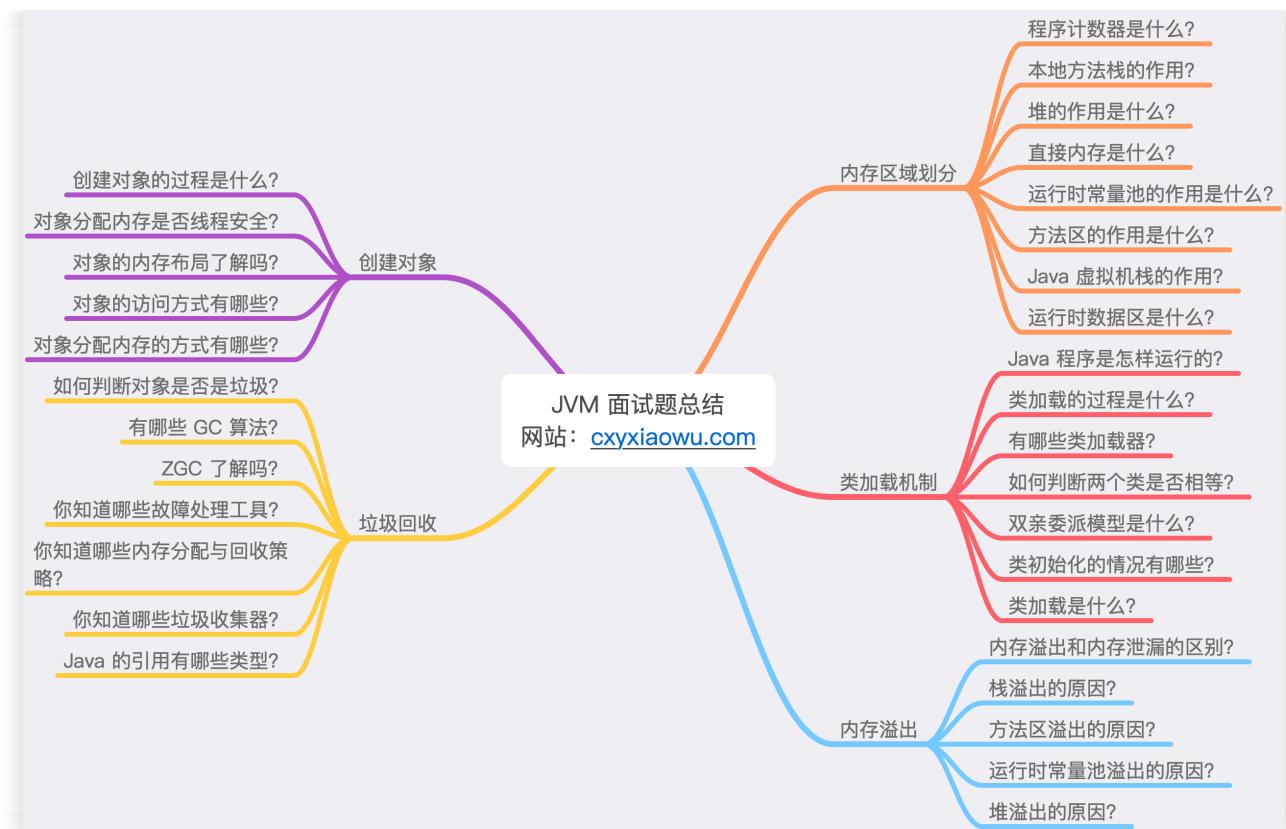 JVM 面试题总结
网站：cxyxiaowu.com
内存区域划分
程序计数器是什么?
本地方法栈的作用?
堆的作用是什么?
直接内存是什么?
运行时常量池的作用是什么?
方法区的作用是什么?
Java 虚拟机栈的作用?
运行时数据区是什么?
类加载机制
Java 程序是怎样运行的?
类加载的过程是什么?
有哪些类加载器?
如何判断两个类是否相等?
双亲委派模型是什么?
类初始化的情况有哪些?
类加载是什么?
内存溢出
内存溢出和内存泄漏的区别?
栈溢出的原因?
方法区溢出的原因?
运行时常量池溢出的原因?
堆溢出的原因?
创建对象
创建对象的过程是什么?
对象分配内存是否线程安全?
对象的内存布局了解吗?
对象的访问方式有哪些?
对象分配内存的方式有哪些?
垃圾回收
如何判断对象是否是垃圾?
有哪些 GC 算法?
ZGC 了解吗?
你知道哪些故障处理工具?
你知道哪些内存分配与回收策
略?
你知道哪些垃圾收集器?
Java 的引用有哪些类型?